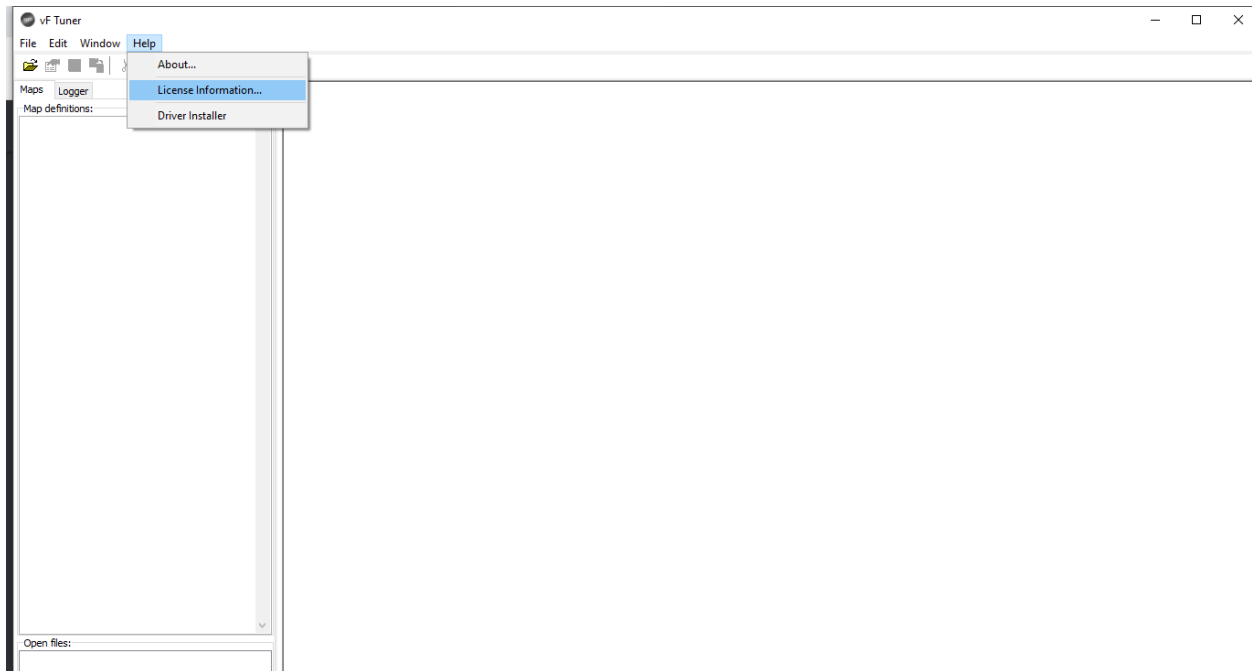 vF Tuner
File Edit Window Help
About...
License Information...
Driver Installer
Maps Logger
Map definitions:
Open files: